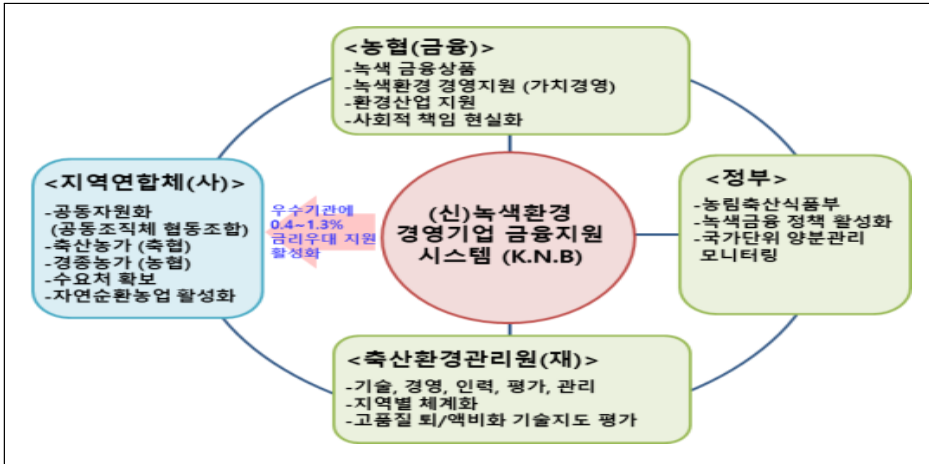 <농협(금융)>
-녹색 금융상품
-녹색환경 경영지원 (가치경영)
-환경산업 지원
-사회적 책임 현실화
<지역연합체(사)>
-공동자원화
(공동조직체 협동조합)
-축산농가 (축협)
-경종농가 (농협)
-수요처 확보
-자연순환농업 활성화
우수기관에
0.4~1.3%
금리우대 지원
활성화
(신)녹색환경
경영기업 금융지원
시스템 (K.N.B)
<정부>
-농림축산식품부
-녹색금융 정책 활성화
-국가단위 양분관리
모니터링
<축산환경관리원(재)>
-기술, 경영, 인력, 평가, 관리
-지역별 체계화
-고품질 퇴/액비화 기술지도 평가